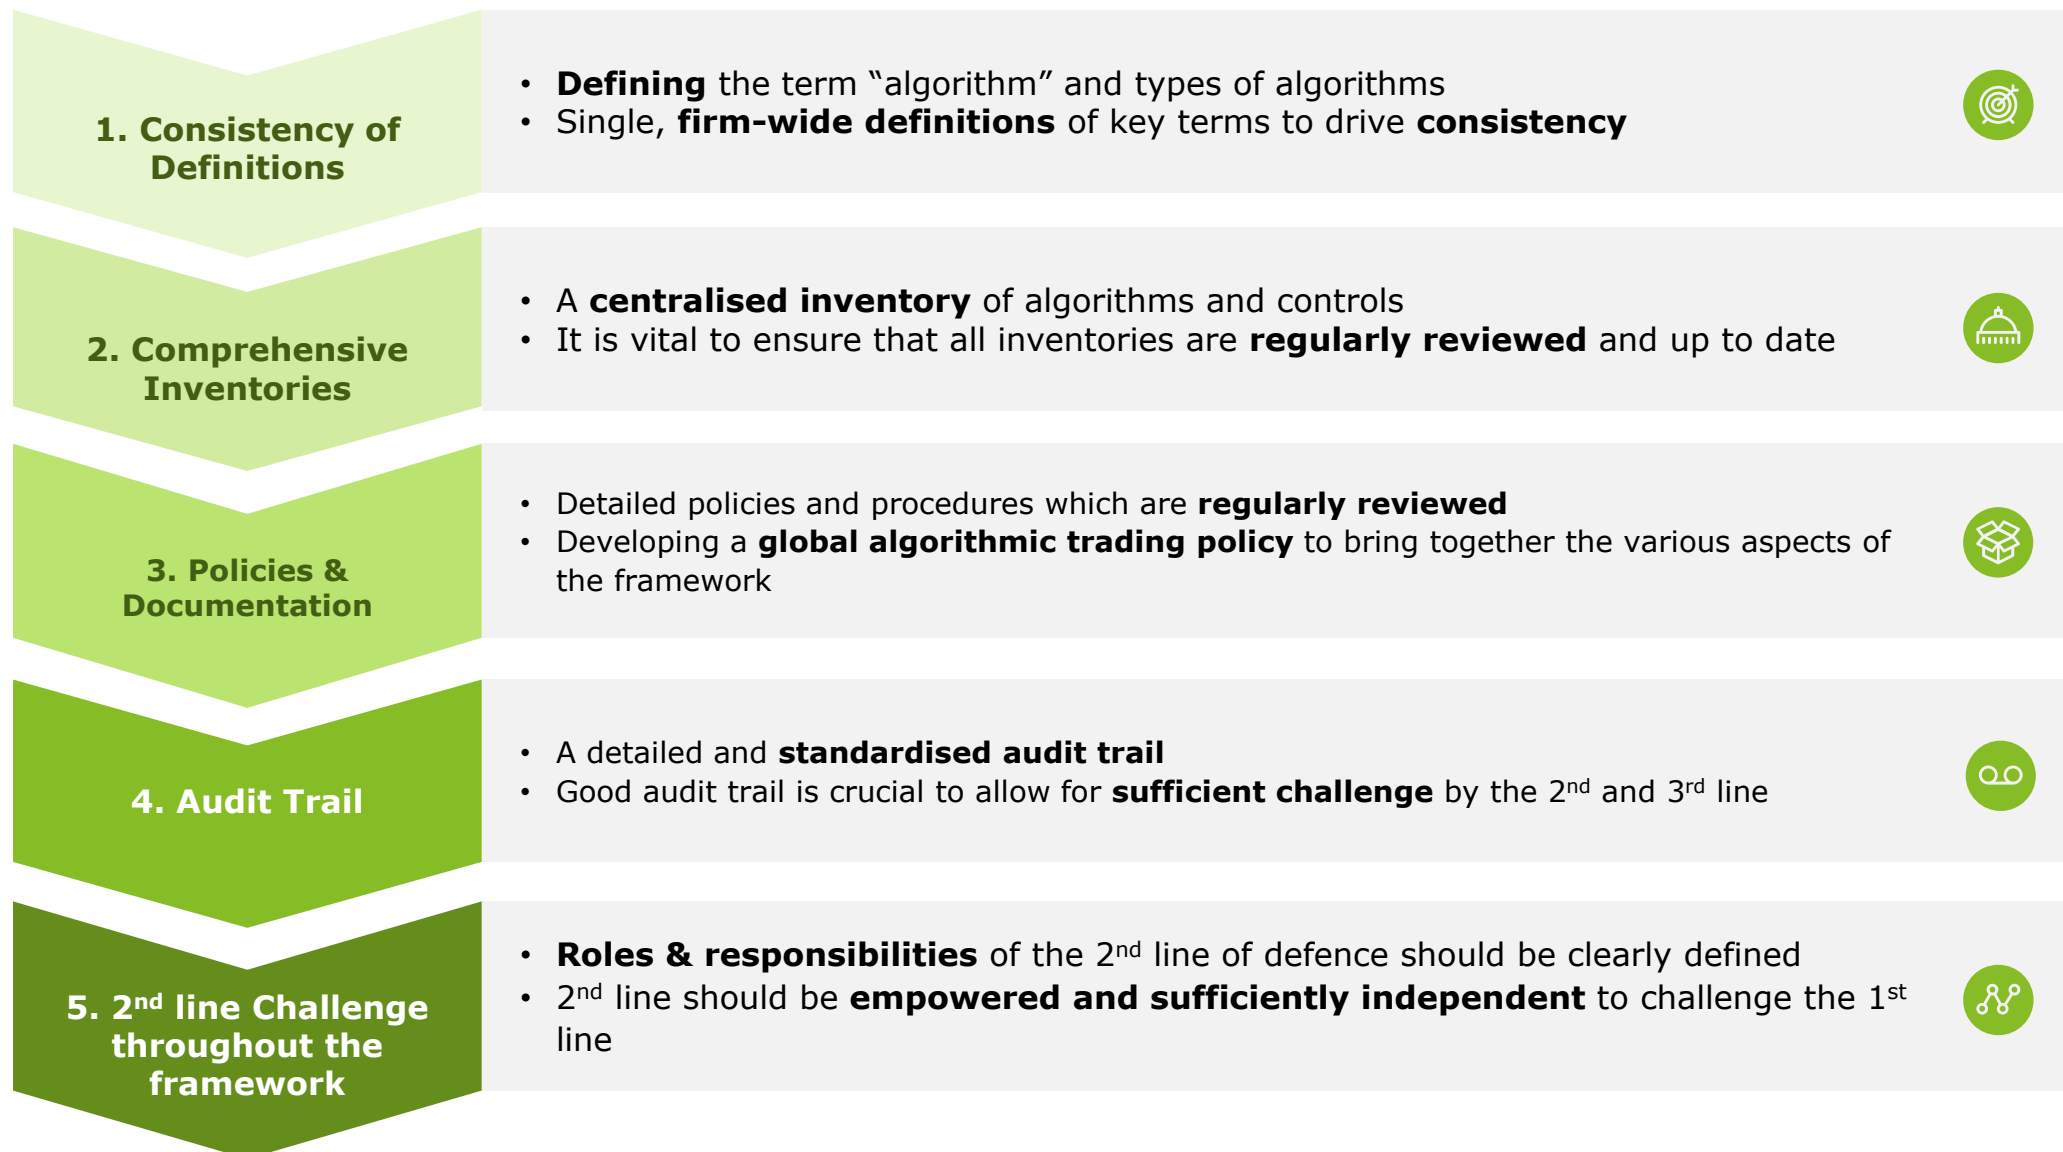 1. Consistency of
Definitions
• Defining the term “algorithm” and types of algorithms
• Single, firm-wide definitions of key terms to drive consistency
2. Comprehensive
Inventories
• A centralised inventory of algorithms and controls
• It is vital to ensure that all inventories are regularly reviewed and up to date
3. Policies &
Documentation
• Detailed policies and procedures which are regularly reviewed
• Developing a global algorithmic trading policy to bring together the various aspects of
the framework
4. Audit Trail
• A detailed and standardised audit trail
• Good audit trail is crucial to allow for sufficient challenge by the 2nd and 3rd line
5. 2nd line Challenge
throughout the
framework
• Roles & responsibilities of the 2nd line of defence should be clearly defined
• 2nd line should be empowered and sufficiently independent to challenge the 1st
line